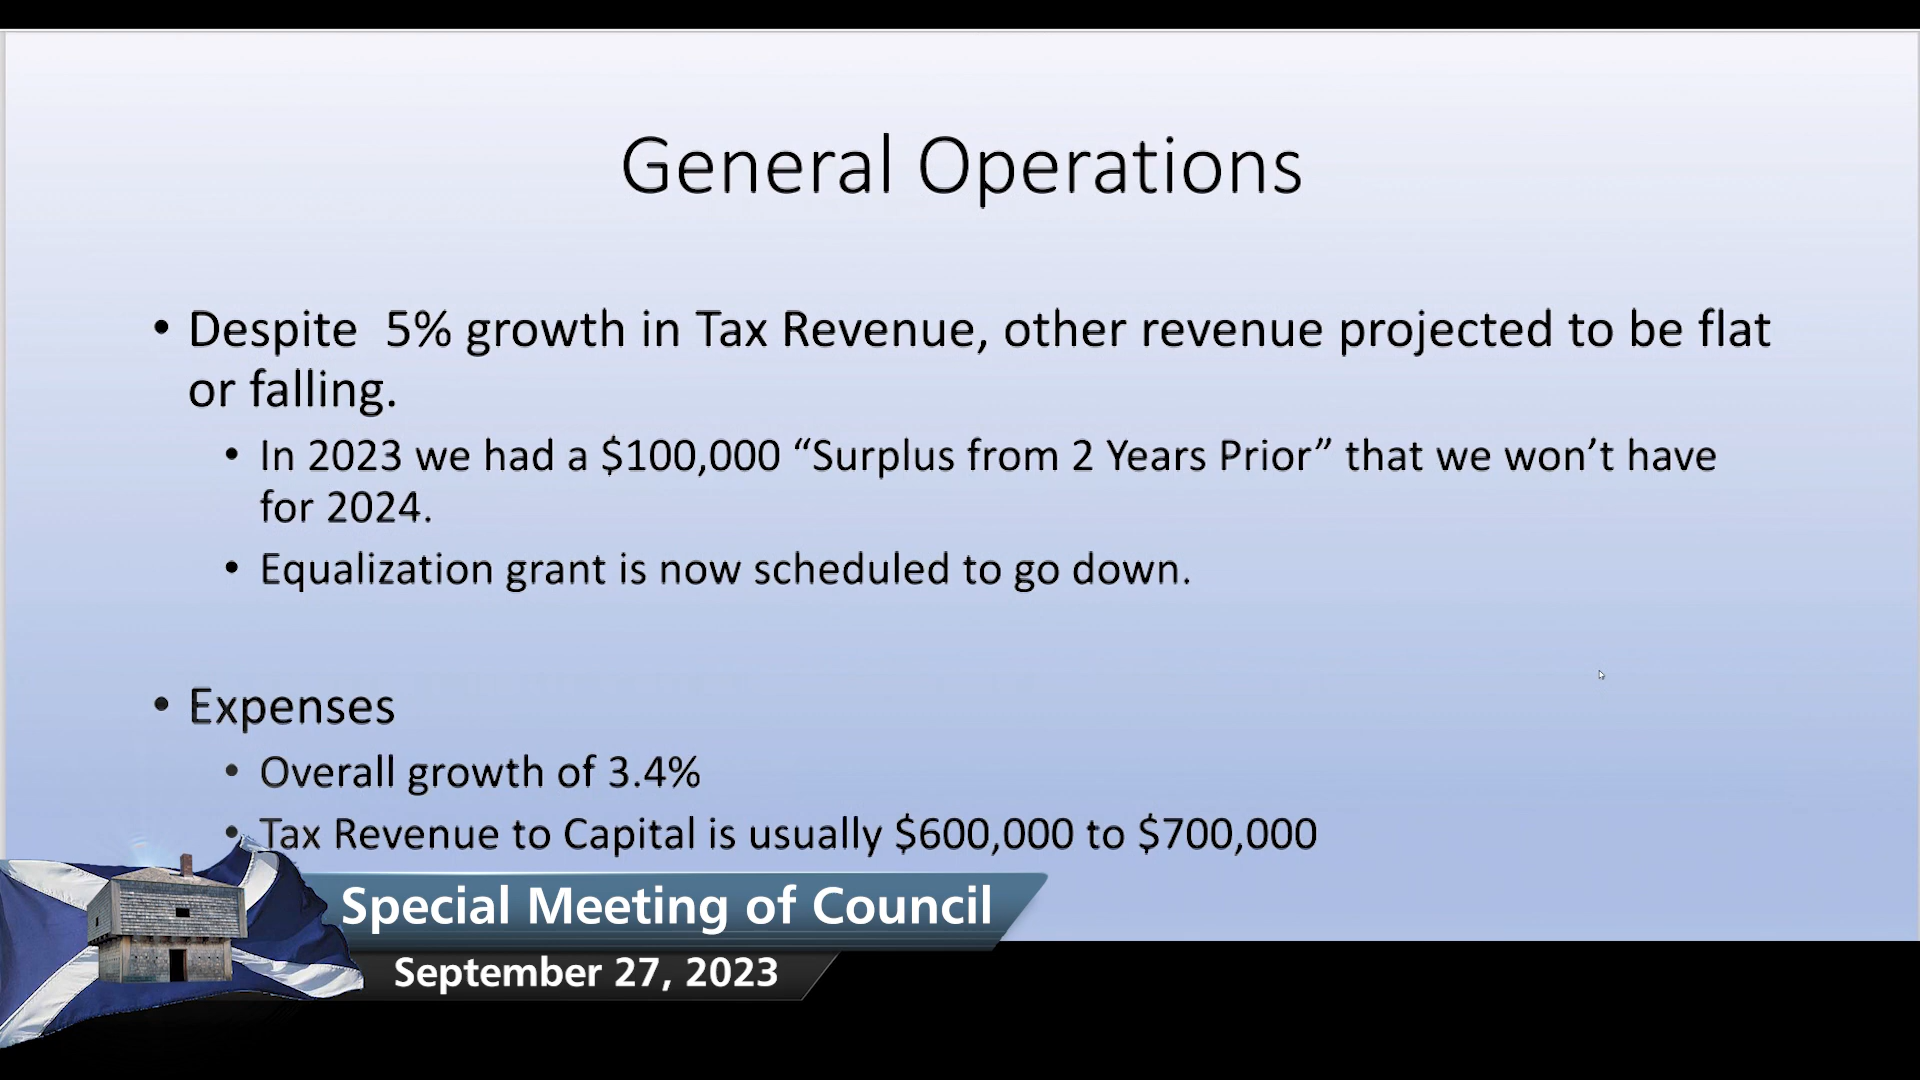 General Operations
• Despite  5% growth in Tax Revenue, other revenue projected to be flat
or falling.
• In 2023 we had a $100,000 “Surplus from 2 Years Prior” that we won’t have
for 2024.
• Equalization grant is now scheduled to go down.
• Expenses
• Overall growth of 3.4%
• Tax Revenue to Capital is usually $600,000 to $700,000
Special Meeting of Council
September 27, 2023